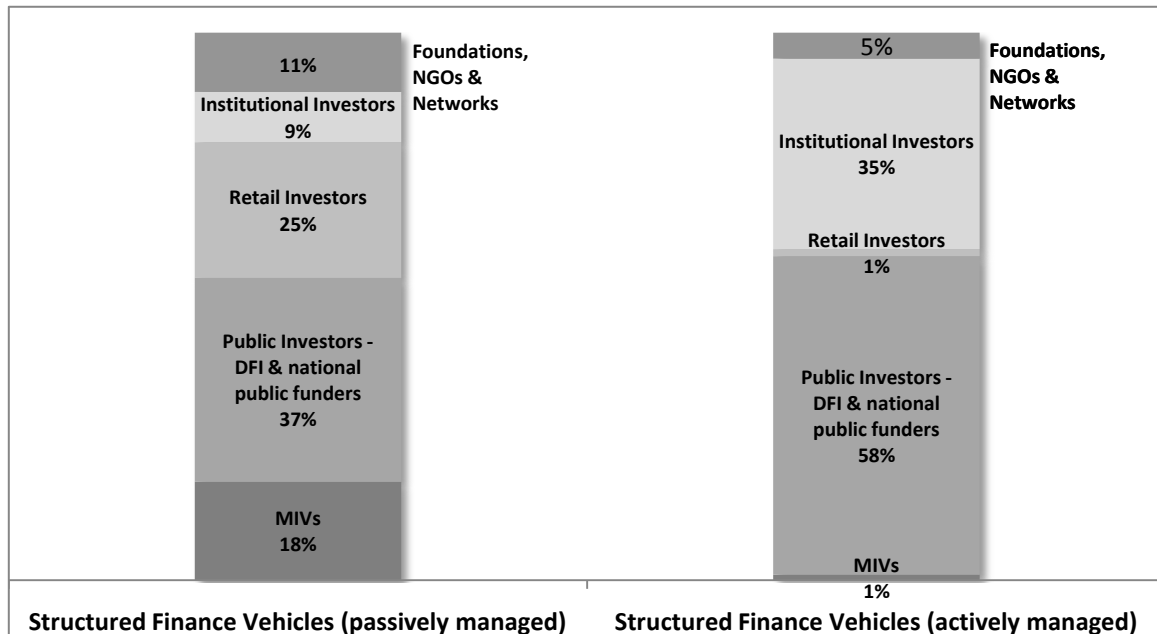 11%
Foundations,
NGOs &
Networks
Institutional Investors
9%
Retail Investors
25%
Public Investors -
DFI & national
public funders
37%
MIVs
18%
Structured Finance Vehicles (passively managed)
5%
Foundations,
NGOs &
Networks
Institutional Investors
35%
Retail Investors
1%
Public Investors -
DFI & national
public funders
58%
MIVs
1%
Structured Finance Vehicles (actively managed)